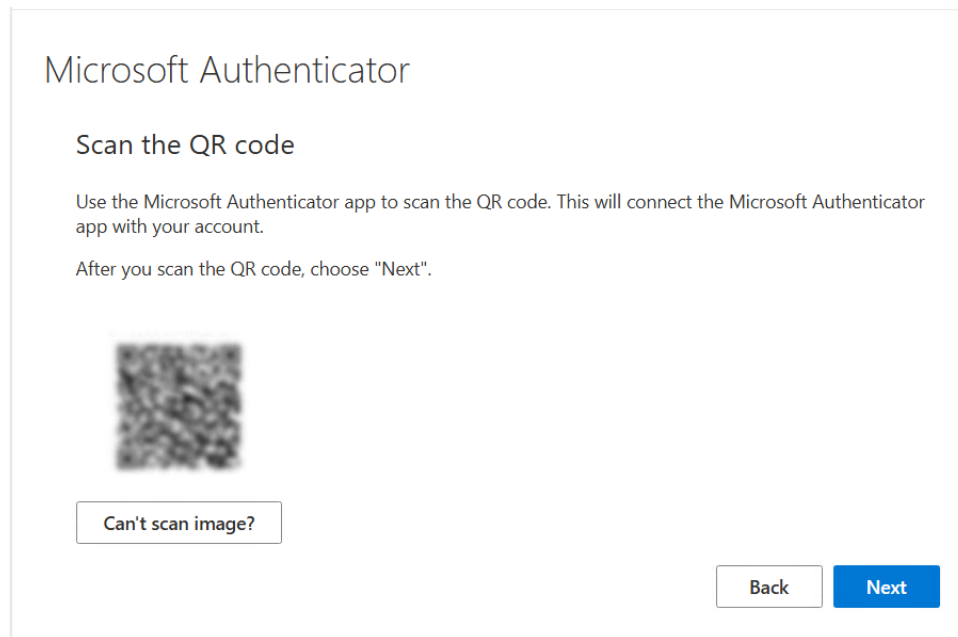 Microsoft Authenticator
Scan the QR code
Use the Microsoft Authenticator app to scan the QR code. This will connect the Microsoft Authenticator
app with your account.
After you scan the QR code, choose "Next".
Can't scan image?
Back
Next